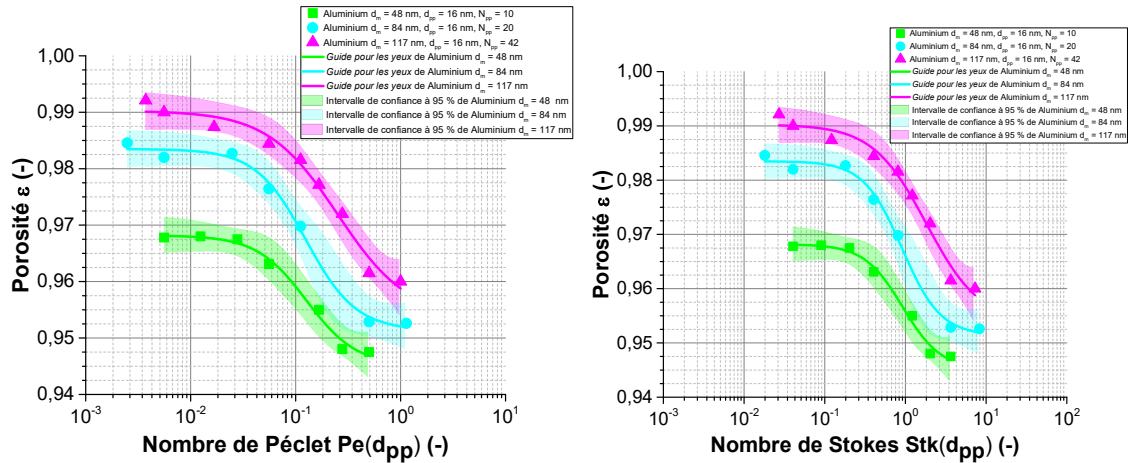 Aluminium dm = 48 nm, dpp = 16 nm, Npp = 10
Aluminium dm = 84 nm, dpp = 16 nm, Npp = 20
Aluminium dm = 117 nm, dpp = 16 nm, Npp = 42
Guide pour les yeux de Aluminium dm = 48 nm
Guide pour les yeux de Aluminium dm = 84 nm
Guide pour les yeux de Aluminium dm = 117 nm
Intervalle de confiance à 95 % de Aluminium dm = 48 nm
Intervalle de confiance à 95 % de Aluminium dm = 84 nm
Intervalle de confiance à 95 % de Aluminium dm = 117 nm
1,00
0,99
0,98
0,97
0,96
0,95
0,94
Porosité ε (-)
10-3 10-2 10-1 100 101
Nombre de Péclet Pe(dpp) (-)
Aluminium dm = 48 nm, dpp = 16 nm, Npp = 10
Aluminium dm = 84 nm, dpp = 16 nm, Npp = 20
Aluminium dm = 117 nm, dpp = 16 nm, Npp = 42
Guide pour les yeux de Aluminium dm = 48 nm
Guide pour les yeux de Aluminium dm = 84 nm
Guide pour les yeux de Aluminium dm = 117 nm
Intervalle de confiance à 95 % de Aluminium dm = 48 nm
Intervalle de confiance à 95 % de Aluminium dm = 84 nm
Intervalle de confiance à 95 % de Aluminium dm = 117 nm
1,00
0,99
0,98
0,97
0,96
0,95
0,94
Porosité ε (-)
10-3 10-2 10-1 100 101 102
Nombre de Stokes Stk(dpp) (-)